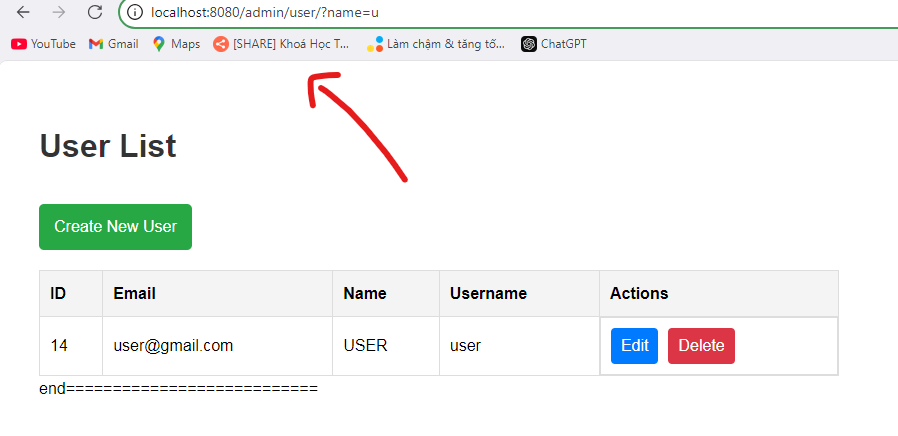 localhost:8080/admin/user/?name=u
YouTube Gmail Maps [SHARE] Khoá Học T... Làm chậm & tăng tố... ChatGPT
User List
Create New User
ID Email Name Username Actions
14 user@gmail.com USER user Edit Delete
end===========================